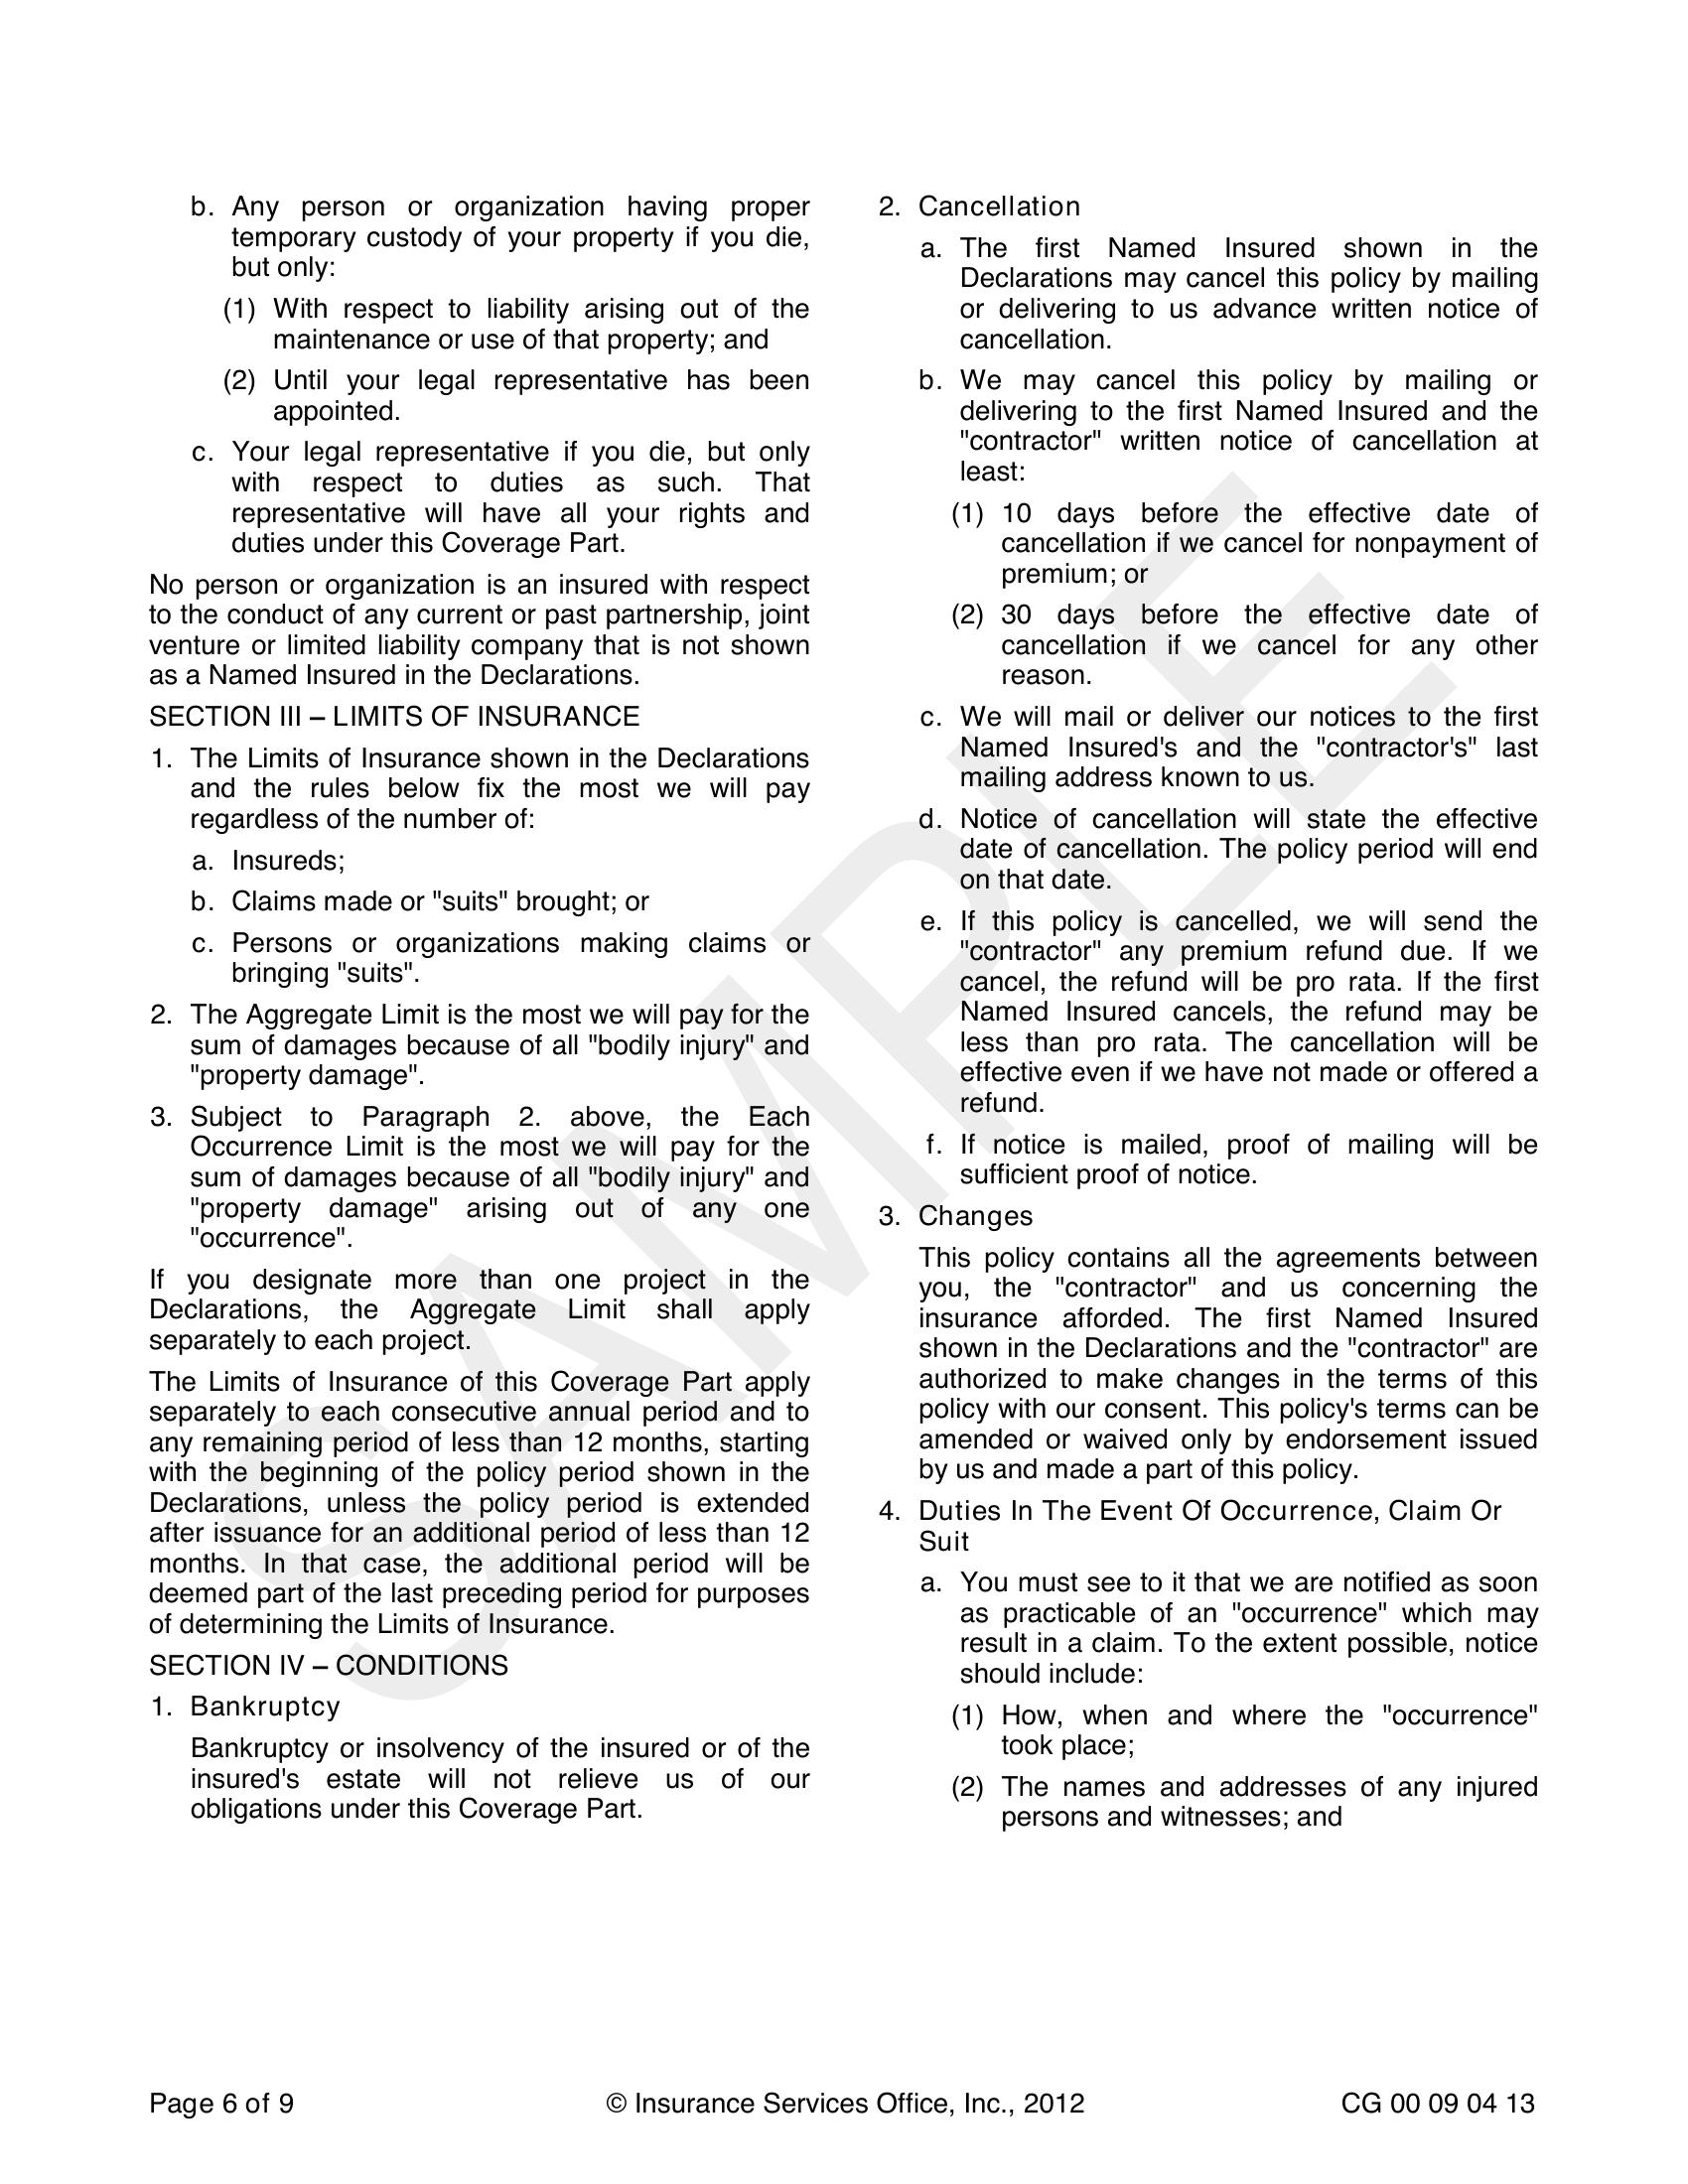 b. Any person or organization having proper
temporary custody of your property if you die,
but only:
(1) With respect to liability arising out of the
maintenance or use of that property; and
(2) Until your legal representative has been
appointed.
c. Your legal representative if you die, but only
with respect to duties as such. That
representative will have all your rights and
duties under this Coverage Part.
No person or organization is an insured with respect
to the conduct of any current or past partnership, joint
venture or limited liability company that is not shown
as a Named Insured in the Declarations.
SECTION III – LIMITS OF INSURANCE
1. The Limits of Insurance shown in the Declarations
and the rules below fix the most we will pay
regardless of the number of:
a. Insureds;
b. Claims made or "suits" brought; or
c. Persons or organizations making claims or
bringing "suits".
2. The Aggregate Limit is the most we will pay for the
sum of damages because of all "bodily injury" and
"property damage".
3. Subject to Paragraph 2. above, the Each
Occurrence Limit is the most we will pay for the
sum of damages because of all "bodily injury" and
"property damage" arising out of any one
"occurrence".
If you designate more than one project in the
Declarations, the Aggregate Limit shall apply
separately to each project.
The Limits of Insurance of this Coverage Part apply
separately to each consecutive annual period and to
any remaining period of less than 12 months, starting
with the beginning of the policy period shown in the
Declarations, unless the policy period is extended
after issuance for an additional period of less than 12
months. In that case, the additional period will be
deemed part of the last preceding period for purposes
of determining the Limits of Insurance.
SECTION IV – CONDITIONS
1. Bankruptcy
Bankruptcy or insolvency of the insured or of the
insured's estate will not relieve us of our
obligations under this Coverage Part.
2. Cancellation
a. The first Named Insured shown in the
Declarations may cancel this policy by mailing
or delivering to us advance written notice of
cancellation.
b. We may cancel this policy by mailing or
delivering to the first Named Insured and the
"contractor" written notice of cancellation at
least:
(1) 10 days before the effective date of
cancellation if we cancel for nonpayment of
premium; or
(2) 30 days before the effective date of
cancellation if we cancel for any other
reason.
c. We will mail or deliver our notices to the first
Named Insured's and the "contractor's" last
mailing address known to us.
d. Notice of cancellation will state the effective
date of cancellation. The policy period will end
on that date.
e. If this policy is cancelled, we will send the
"contractor" any premium refund due. If we
cancel, the refund will be pro rata. If the first
Named Insured cancels, the refund may be
less than pro rata. The cancellation will be
effective even if we have not made or offered a
refund.
f. If notice is mailed, proof of mailing will be
sufficient proof of notice.
3. Changes
This policy contains all the agreements between
you, the "contractor" and us concerning the
insurance afforded. The first Named Insured
shown in the Declarations and the "contractor" are
authorized to make changes in the terms of this
policy with our consent. This policy's terms can be
amended or waived only by endorsement issued
by us and made a part of this policy.
4. Duties In The Event Of Occurrence, Claim Or
Suit
a. You must see to it that we are notified as soon
as practicable of an "occurrence" which may
result in a claim. To the extent possible, notice
should include:
(1) How, when and where the "occurrence"
took place;
(2) The names and addresses of any injured
persons and witnesses; and
SAMPLE
Page 6 of 9 © Insurance Services Office, Inc., 2012 CG 00 09 04 13